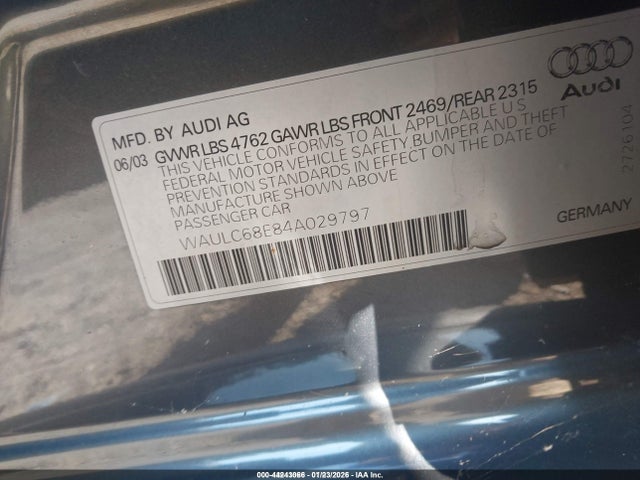 MFD. BY AUDI AG
06/03 GVWR LBS 4762 GAWR LBS FRONT 2469/REAR 2315
THIS VEHICLE CONFORMS TO ALL APPLICABLE U S
FEDERAL MOTOR VEHICLE SAFETY, BUMPER AND THEFT
PREVENTION STANDARDS IN EFFECT ON THE DATE OF
MANUFACTURE SHOWN ABOVE
PASSENGER CAR
WAULC68E84A029797
Audi
2726104
GERMANY
000-44243066 - 01/23/2026 - IAA Inc.